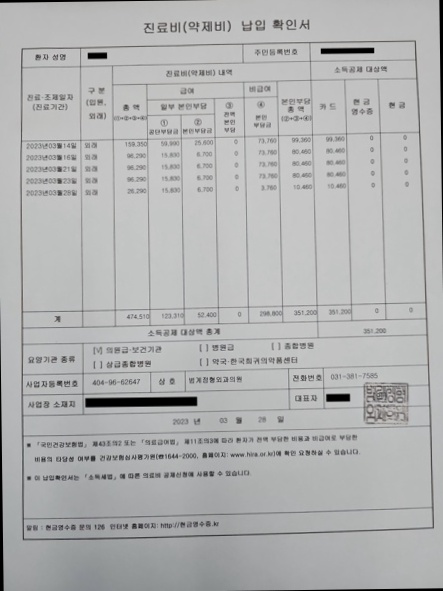 진료비(약제비) 납입 확인서
환자 성명 주민등록번호
진료·조제일자 (진료기간) 구 분 (입원, 외래) 진료비(약제비) 내역 소득공제 대상액
총 액 (①+②+③+④) 급여 비급여 본인부담 총 액 (②+③+④) 카 드 현 금 영수증 현 금
일부 본인부담 ③ 전액 본인 부담 ④ 본인 부담금
① 공단부담금 ② 본인부담금
2023년03월14일 외래 159,350 59,990 25,600 0 73,760 99,360 99,360 0 0
2023년03월16일 외래 96,290 15,830 6,700 0 73,760 80,460 80,460 0 0
2023년03월21일 외래 96,290 15,830 6,700 0 73,760 80,460 80,460 0 0
2023년03월23일 외래 96,290 15,830 6,700 0 73,760 80,460 80,460 0 0
2023년03월28일 외래 26,290 15,830 6,700 0 3,760 10,460 10,460 0 0
계 474,510 123,310 52,400 0 298,800 351,200 351,200 0 0
소득공제 대상액 총계 351,200
요양기관 종류 [V] 의원급·보건기관 [ ] 병원급 [ ] 종합병원
[ ] 상급종합병원 [ ] 약국·한국희귀의약품센터
사업자등록번호 404-96-62647 상 호 범계정형외과의원 전화번호 031-381-7585
사업장 소재지 대표자
2023 년 03 월 28 일
※ 「국민건강보험법」 제43조의2 또는 「의료급여법」 제11조의3에 따라 환자가 전액 부담한 비용과 비급여로 부담한
비용의 타당성 여부를 건강보험심사평가원(☎1644-2000, 홈페이지: www.hira.or.kr)에 확인 요청하실 수 있습니다.
※ 이 납입확인서는 「소득세법」에 따른 의료비 공제신청에 사용할 수 있습니다.
알림 : 현금영수증 문의 126 인터넷 홈페이지: http://현금영수증.kr